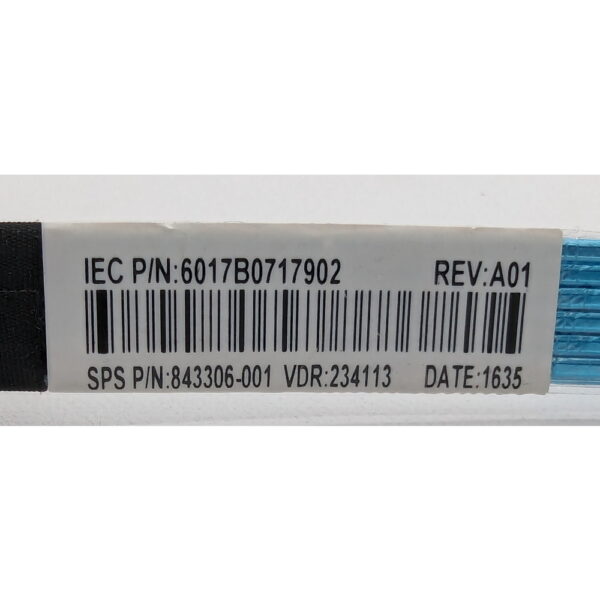 IEC P/N:6017B0717902 REV:A01
SPS P/N:843306-001 VDR:234113 DATE:1635